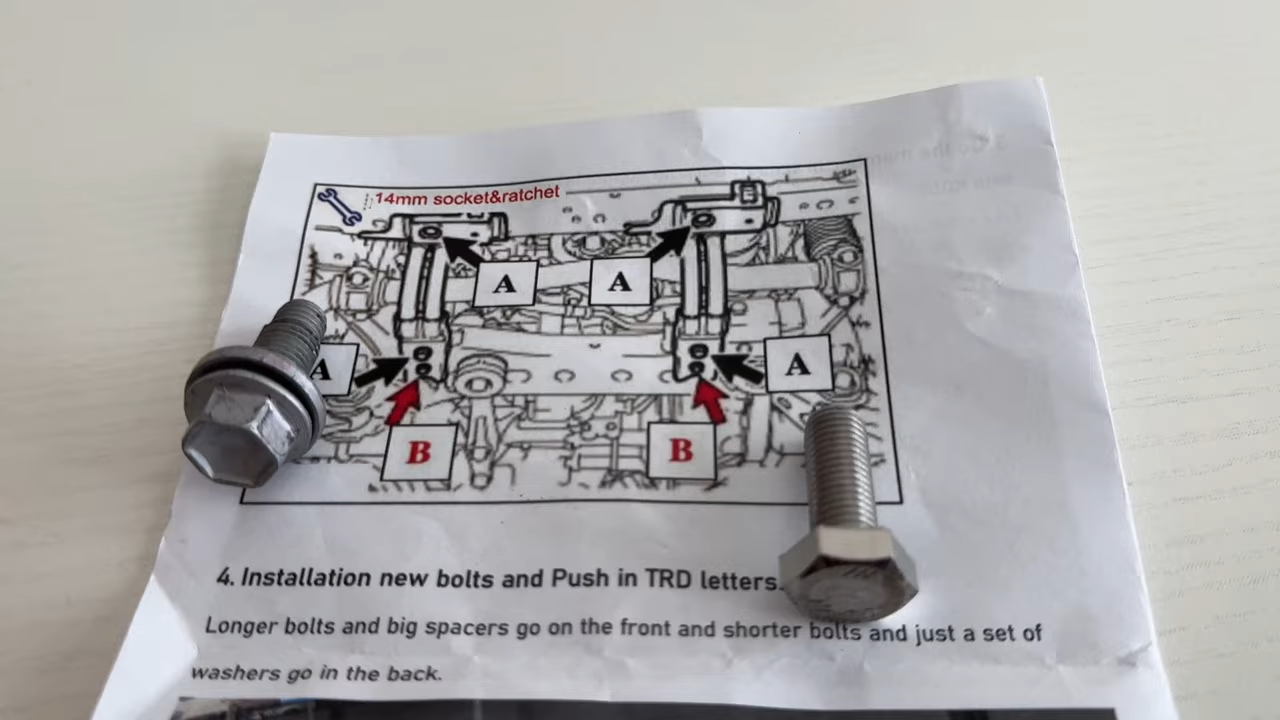 14mm socket&ratchet
A A
A A
B B
4. Installation new bolts and Push in TRD letters.
Longer bolts and big spacers go on the front and shorter bolts and just a set of
washers go in the back.